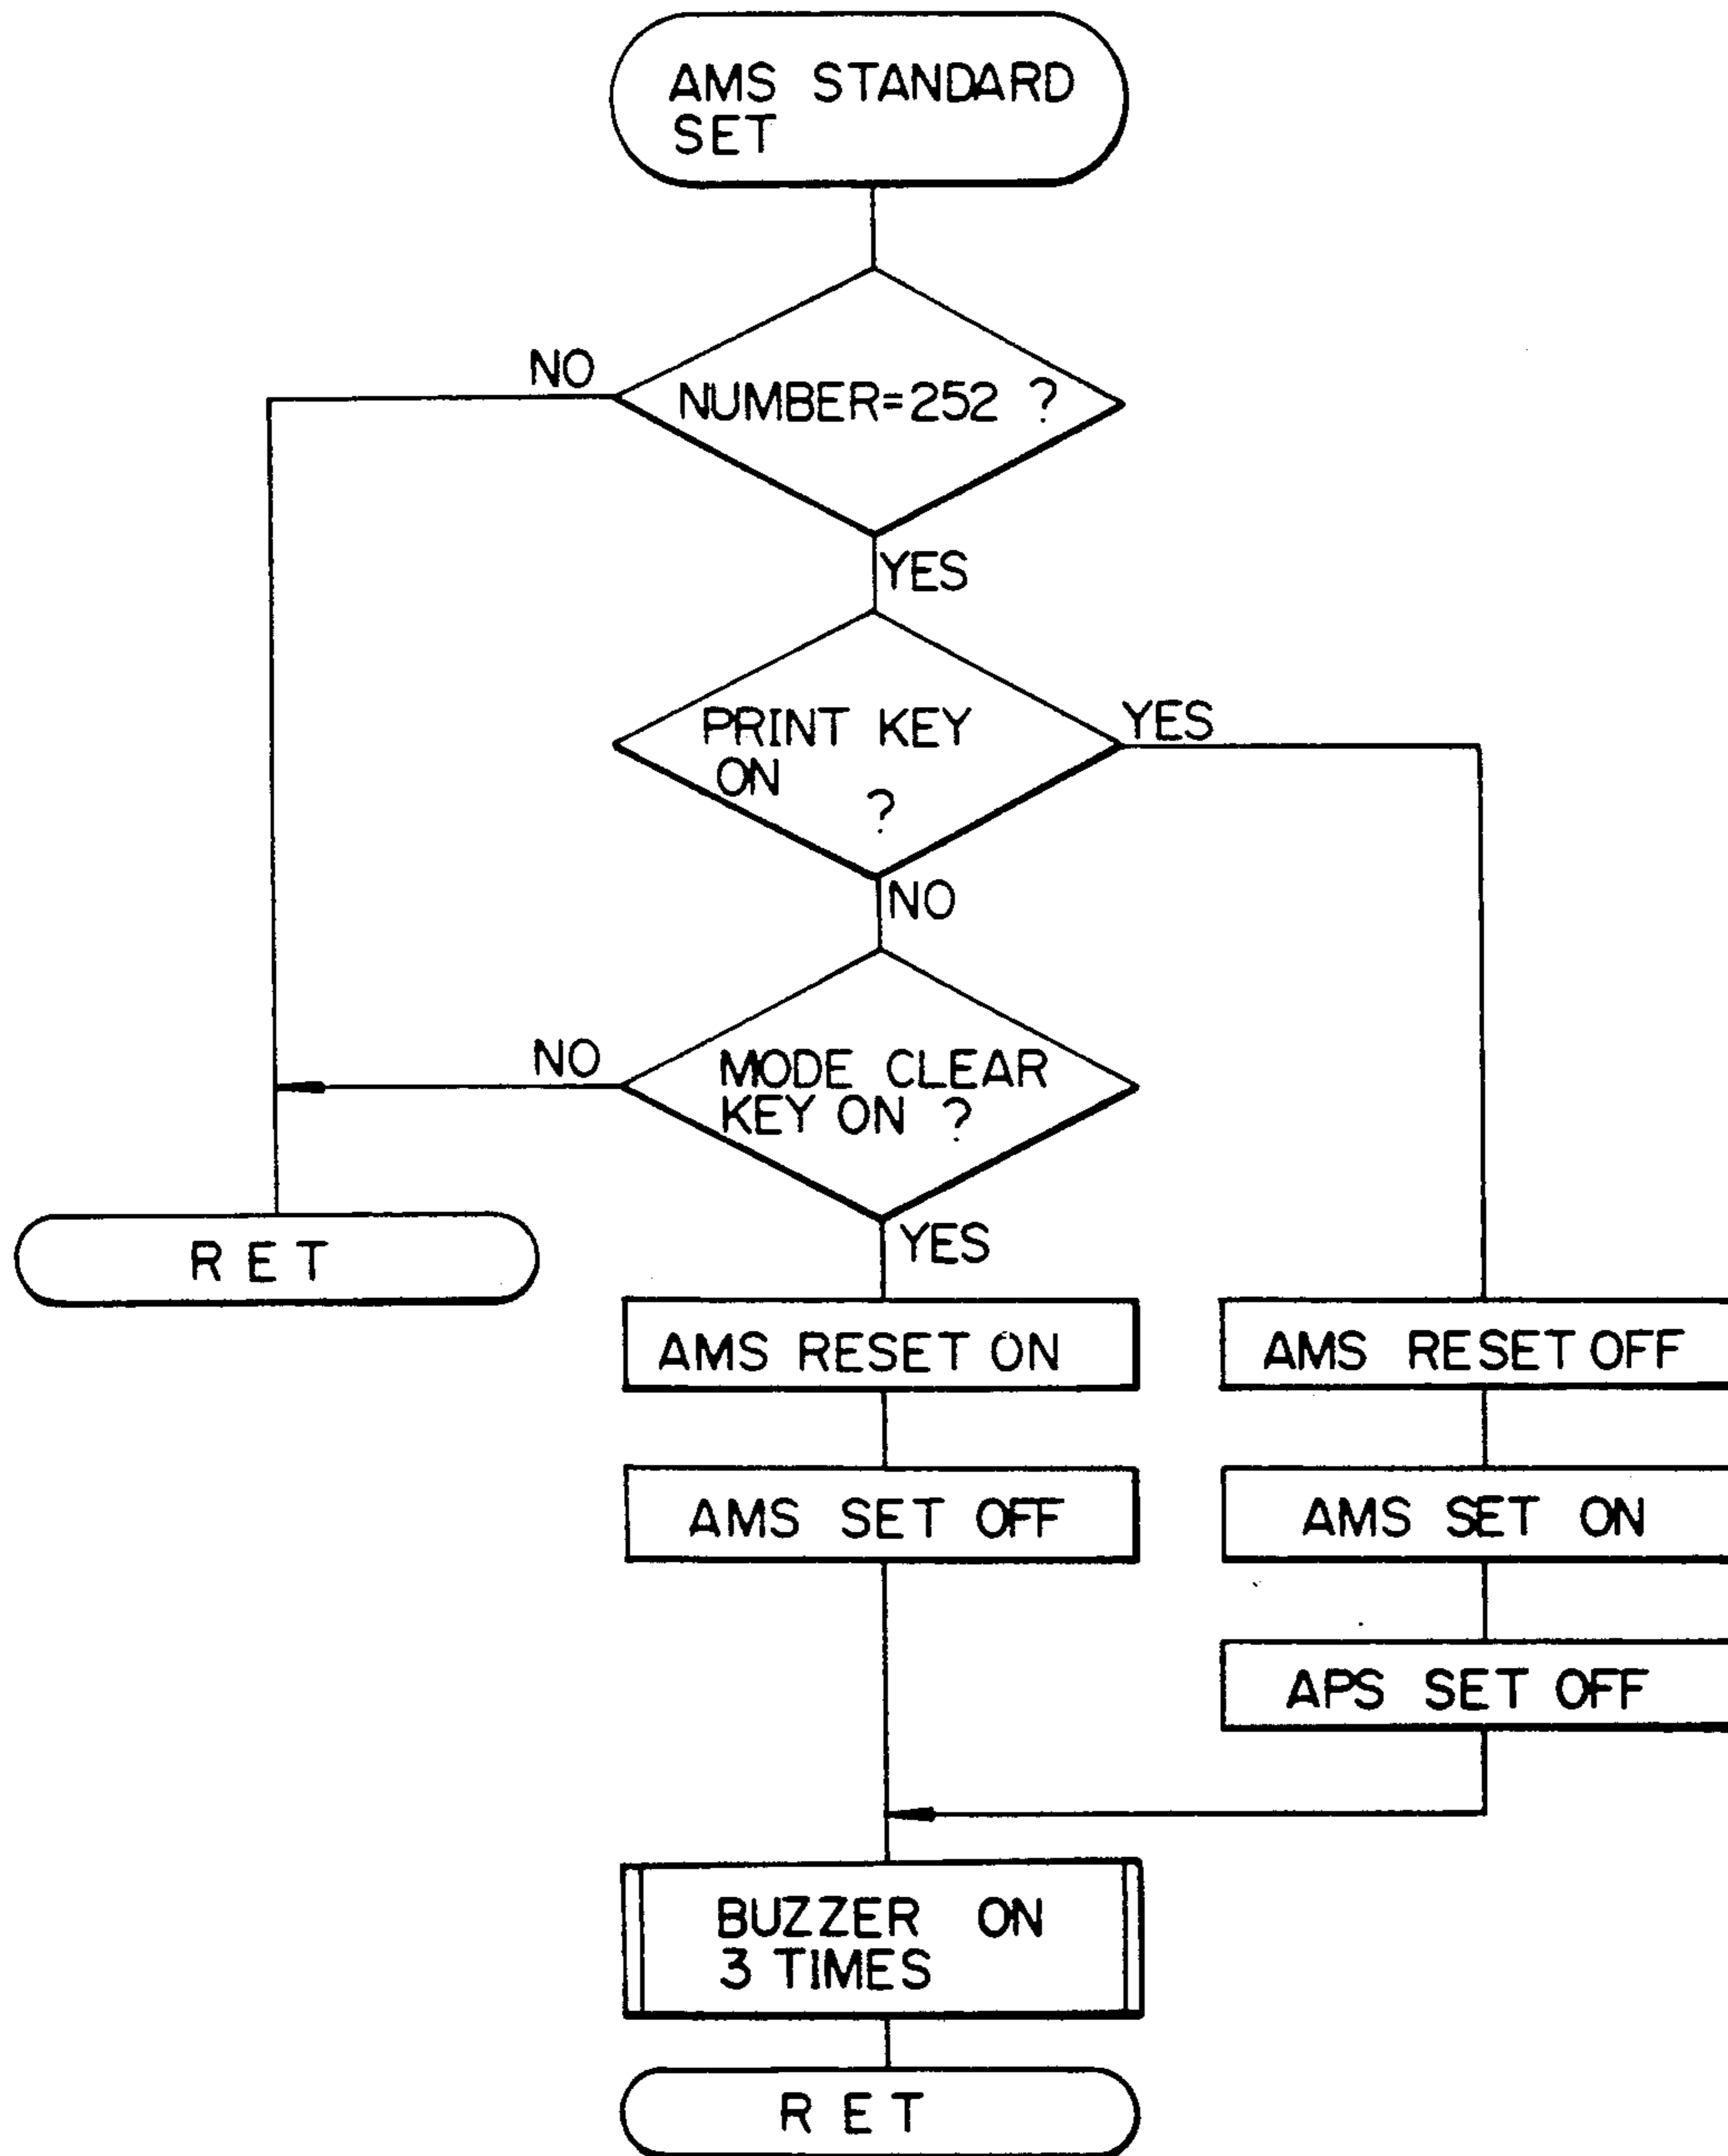 AMS STANDARD
SET
NO
NUMBER=252 ?
YES
PRINT KEY
ON
?
YES
NO
NO
MODE CLEAR
KEY ON ?
YES
RET
AMS RESET ON
AMS RESET OFF
AMS SET OFF
AMS SET ON
APS SET OFF
BUZZER ON
3 TIMES
RET